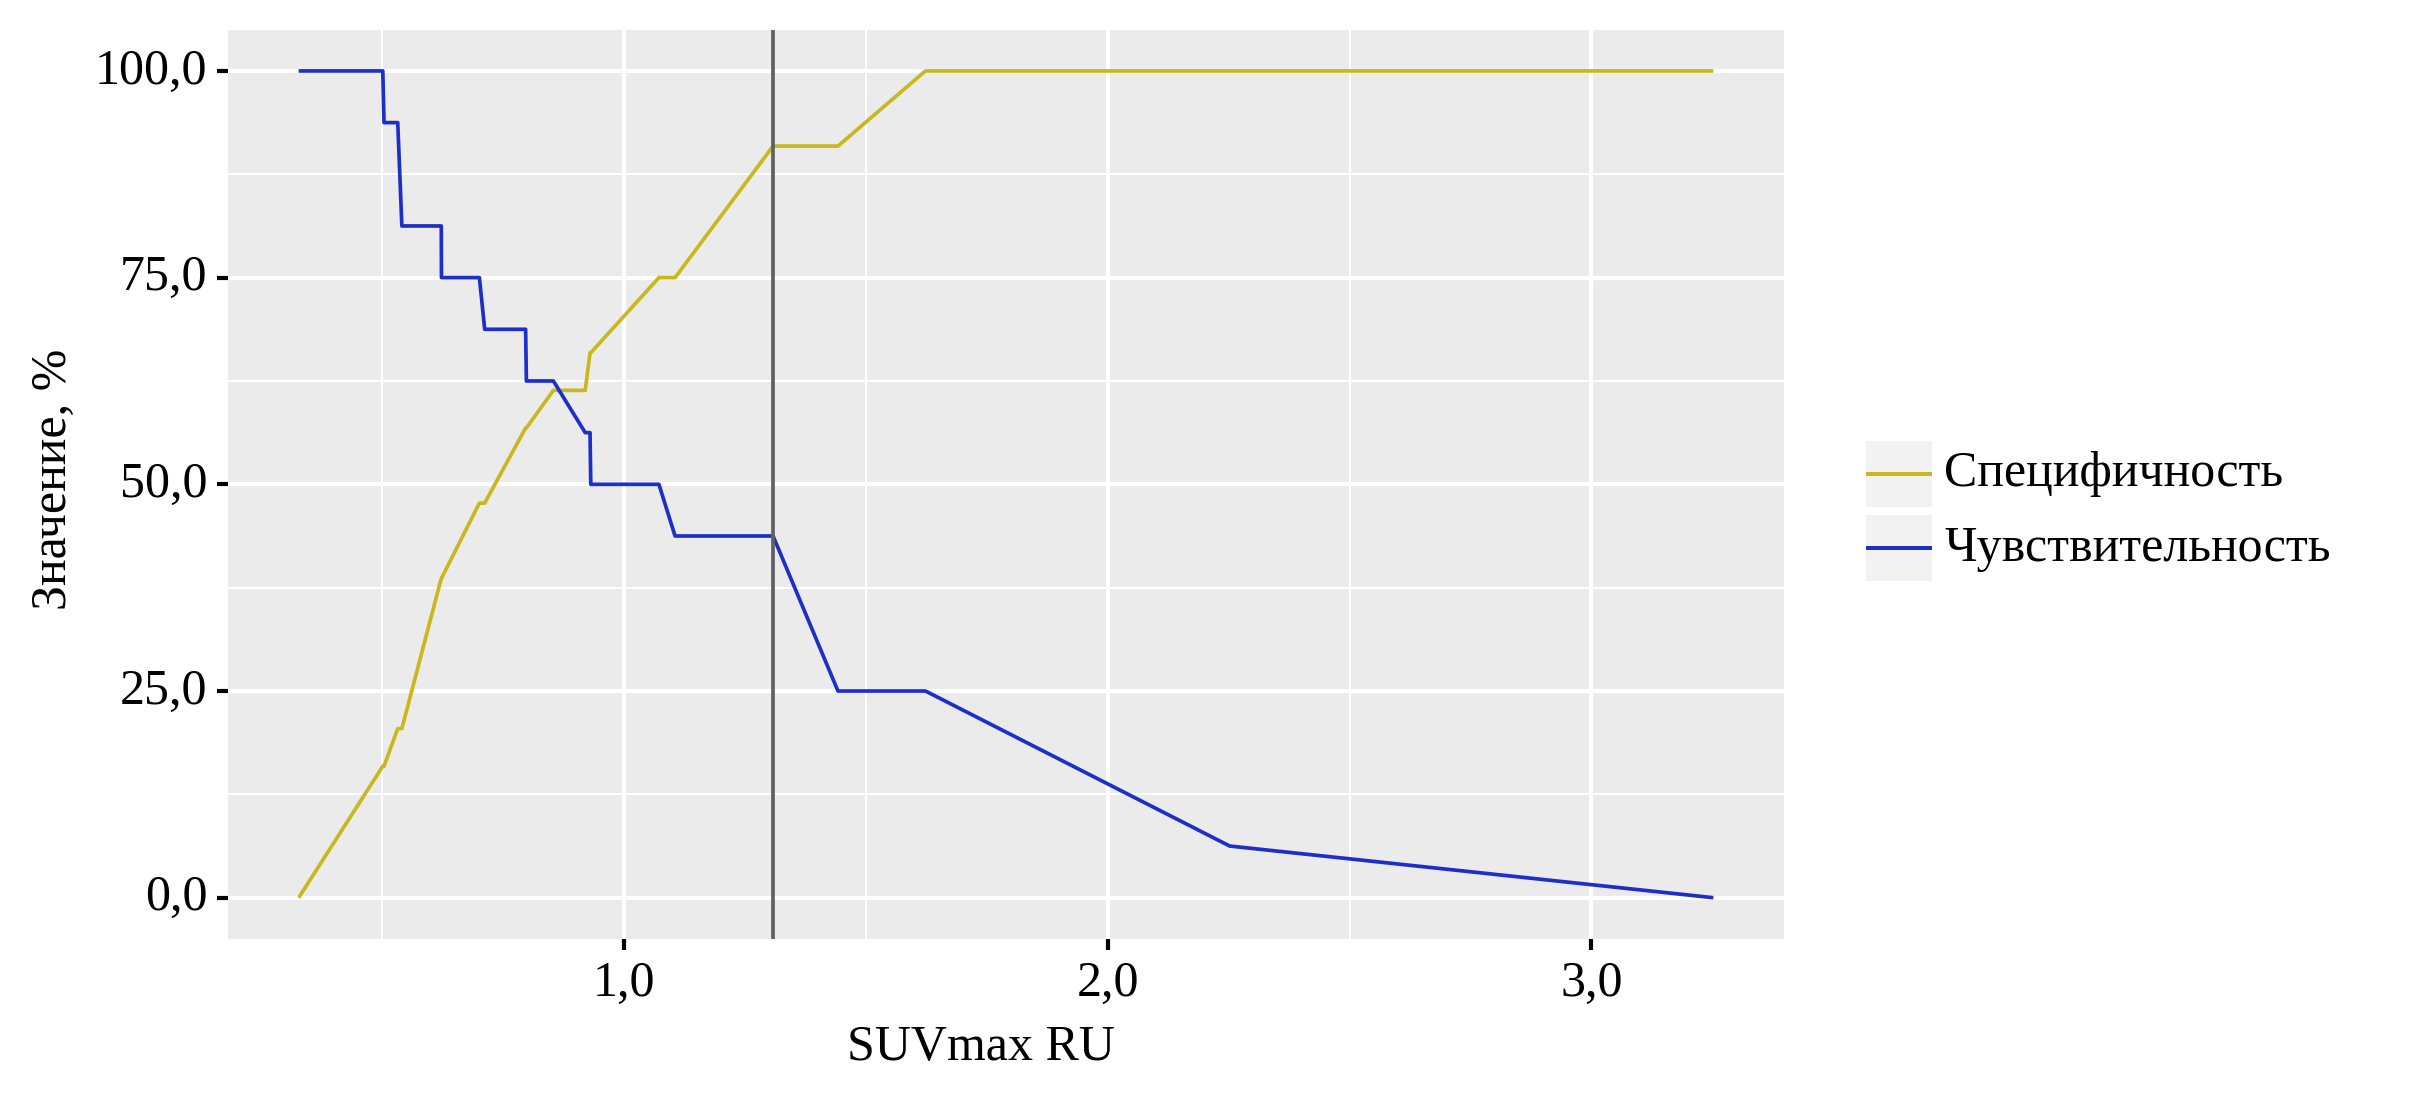 100,0
75,0
50,0
25,0
0,0
Значение, %
1,0 2,0 3,0
SUVmax RU
Специфичность
Чувствительность